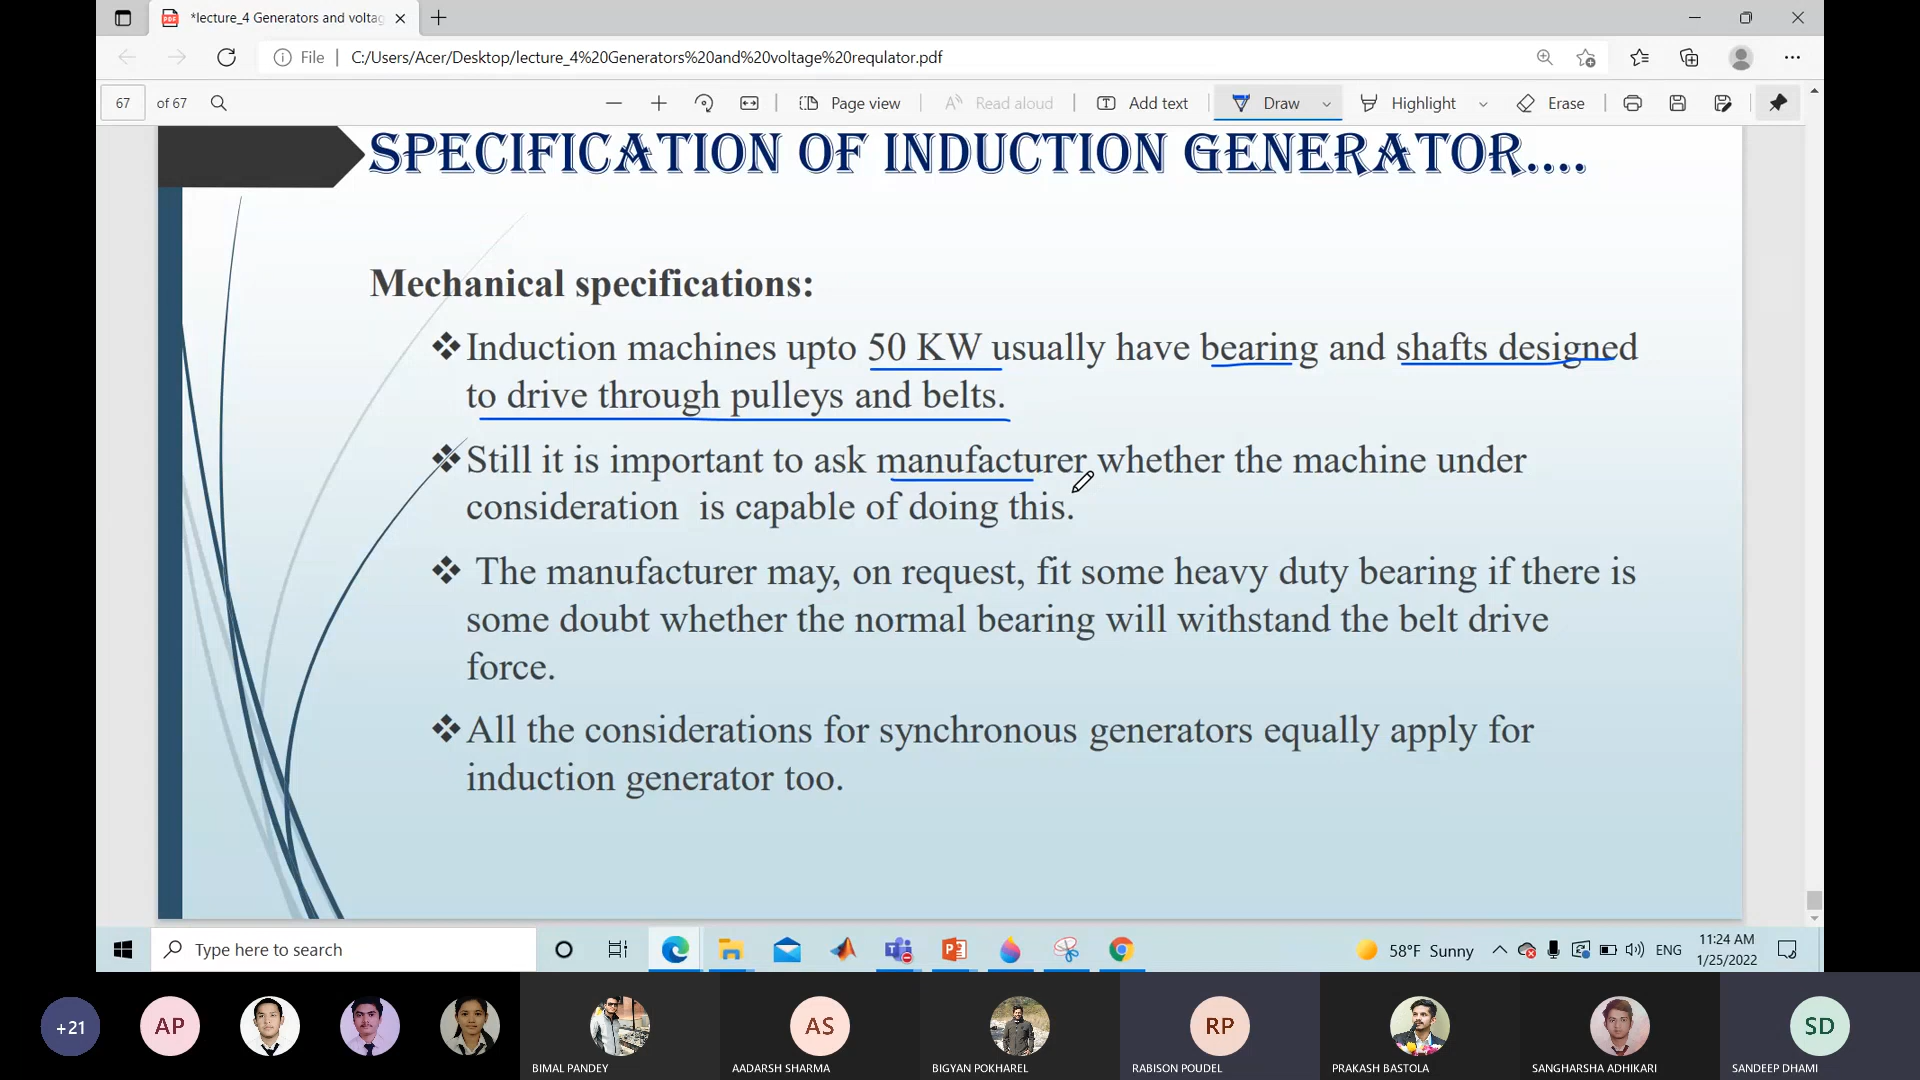 *lecture_4 Generators and voltag
File C:/Users/Acer/Desktop/lecture_4%20Generators%20and%20voltage%20requlator.pdf
67 of 67 Page view Read aloud Add text Draw Highlight Erase
SPECIFICATION OF INDUCTION GENERATOR....
Mechanical specifications:
❖Induction machines upto 50 KW usually have bearing and shafts designed
to drive through pulleys and belts.
❖Still it is important to ask manufacturer whether the machine under
consideration is capable of doing this.
❖ The manufacturer may, on request, fit some heavy duty bearing if there is
some doubt whether the normal bearing will withstand the belt drive
force.
❖All the considerations for synchronous generators equally apply for
induction generator too.
Type here to search 58°F Sunny ENG 11:24 AM
1/25/2022
+21 AP AS RP SD
BIMAL PANDEY AADARSH SHARMA BIGYAN POKHAREL RABISON POUDEL PRAKASH BASTOLA SANGHARSHA ADHIKARI SANDEEP DHAMI